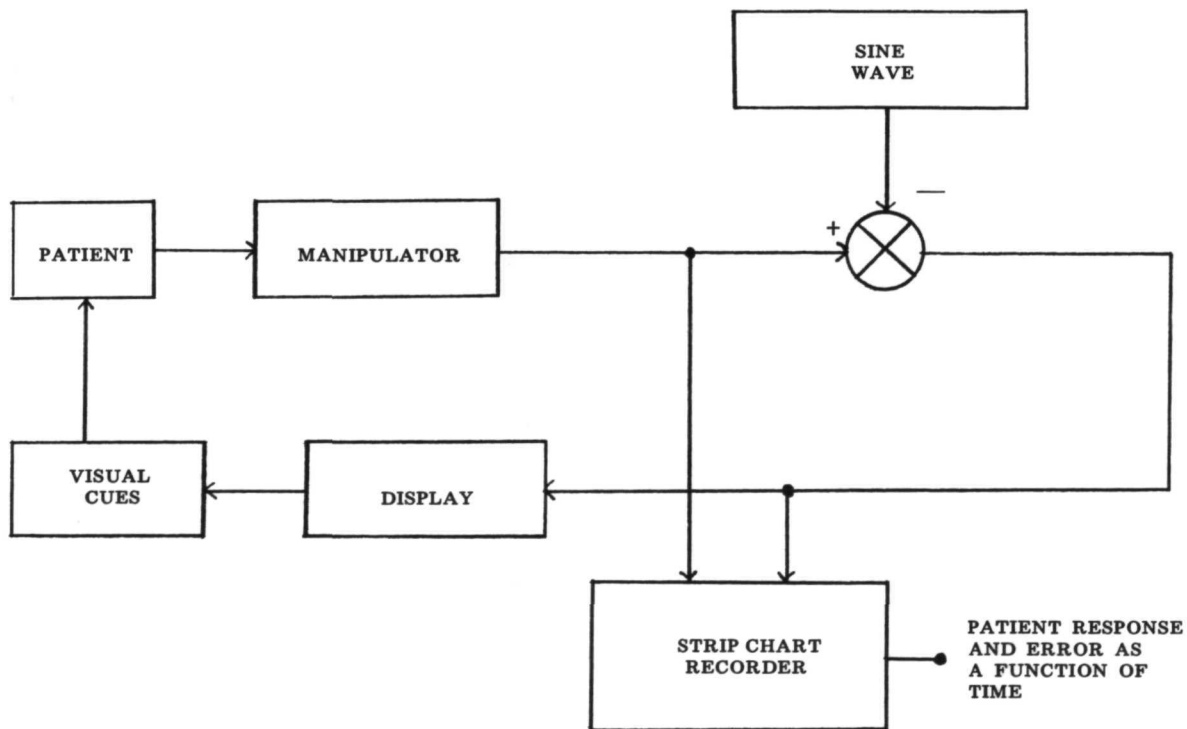 SINE
WAVE
—
+
PATIENT
MANIPULATOR
VISUAL
CUES
DISPLAY
STRIP CHART
RECORDER
PATIENT RESPONSE
AND ERROR AS
A FUNCTION OF
TIME